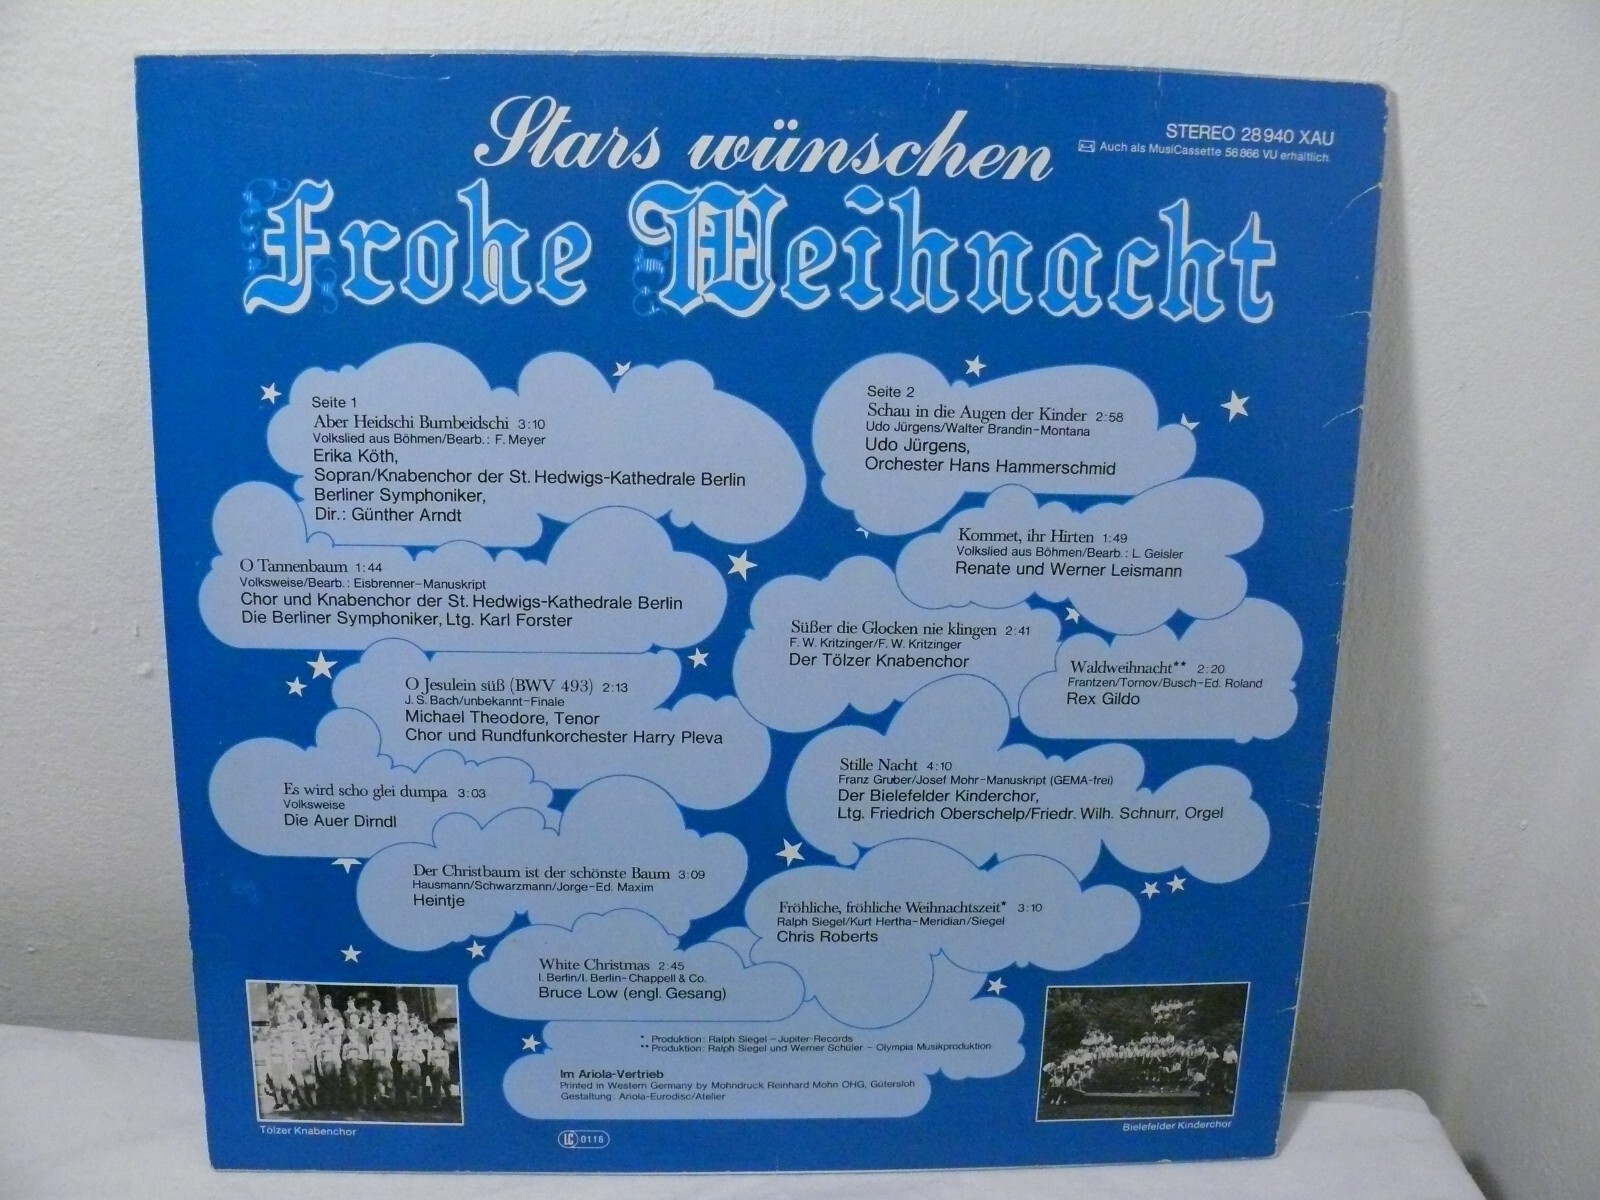 Stars wünschen
Frohe Weihnacht
STEREO 28 940 XAU
Auch als MusiCassette 56 866 VU erhältlich.
Seite 1
Aber Heidschi Bumbeidschi 3:10
Volkslied aus Böhmen/Bearb.: F. Meyer
Erika Köth,
Sopran/Knabenchor der St. Hedwigs-Kathedrale Berlin
Berliner Symphoniker,
Dir.: Günther Arndt
O Tannenbaum 1:44
Volksweise/Bearb.: Eisbrenner-Manuskript
Chor und Knabenchor der St. Hedwigs-Kathedrale Berlin
Die Berliner Symphoniker, Ltg. Karl Forster
O Jesulein süß (BWV 493) 2:13
J. S. Bach/unbekannt-Finale
Michael Theodore, Tenor
Chor und Rundfunkorchester Harry Pleva
Es wird scho glei dumpa 3:03
Volksweise
Die Auer Dirndl
Der Christbaum ist der schönste Baum 3:09
Hausmann/Schwarzmann/Jorge-Ed. Maxim
Heintje
White Christmas 2:45
I. Berlin/I. Berlin-Chappell & Co.
Bruce Low (engl. Gesang)
Seite 2
Schau in die Augen der Kinder 2:58
Udo Jürgens/Walter Brandin-Montana
Udo Jürgens,
Orchester Hans Hammerschmid
Kommet, ihr Hirten 1:49
Volkslied aus Böhmen/Bearb.: L. Geisler
Renate und Werner Leismann
Süßer die Glocken nie klingen 2:41
F. W. Kritzinger/F. W. Kritzinger
Der Tölzer Knabenchor
Waldweihnacht** 2:20
Frantzen/Tornov/Busch-Ed. Roland
Rex Gildo
Stille Nacht 4:10
Franz Gruber/Josef Mohr-Manuskript (GEMA-frei)
Der Bielefelder Kinderchor,
Ltg. Friedrich Oberschelp/Friedr. Wilh. Schnurr, Orgel
Fröhliche, fröhliche Weihnachtszeit* 3:10
Ralph Siegel/Kurt Hertha-Meridian/Siegel
Chris Roberts
* Produktion: Ralph Siegel – Jupiter-Records
** Produktion: Ralph Siegel und Werner Schüler – Olympia Musikproduktion
Im Ariola-Vertrieb
Printed in Western Germany by Mohndruck Reinhard Mohn OHG, Gütersloh
Gestaltung: Ariola-Eurodisc/Atelier
Tölzer Knabenchor
LC 0116
Bielefelder Kinderchor